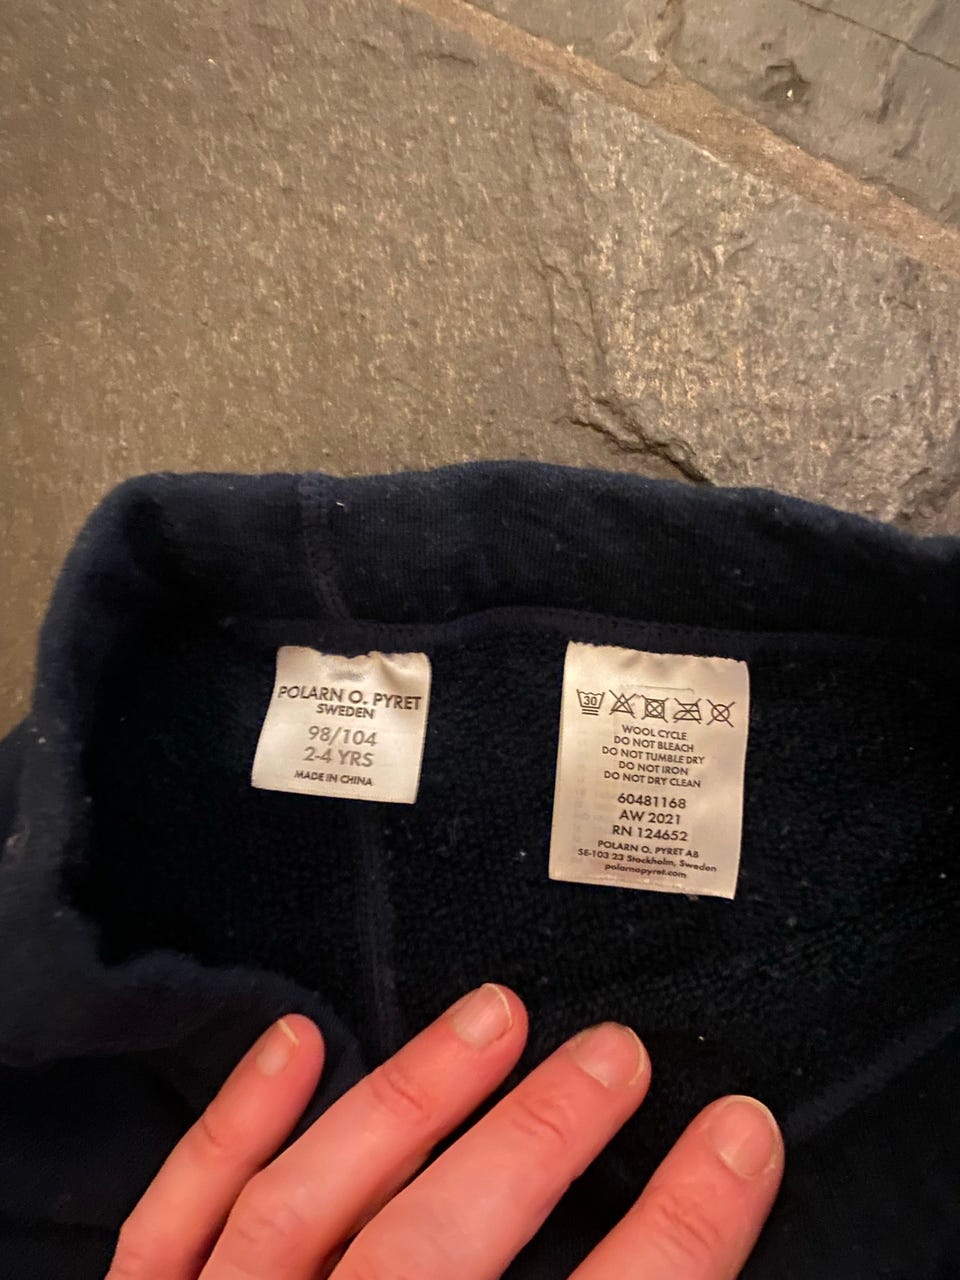 POLARN O. PYRET
SWEDEN
98/104
2-4 YRS
MADE IN CHINA
30
WOOL CYCLE
DO NOT BLEACH
DO NOT TUMBLE DRY
DO NOT IRON
DO NOT DRY CLEAN
60481168
AW 2021
RN 124652
POLARN O. PYRET AB
SE-103 23 Stockholm, Sweden
polarnopyret.com